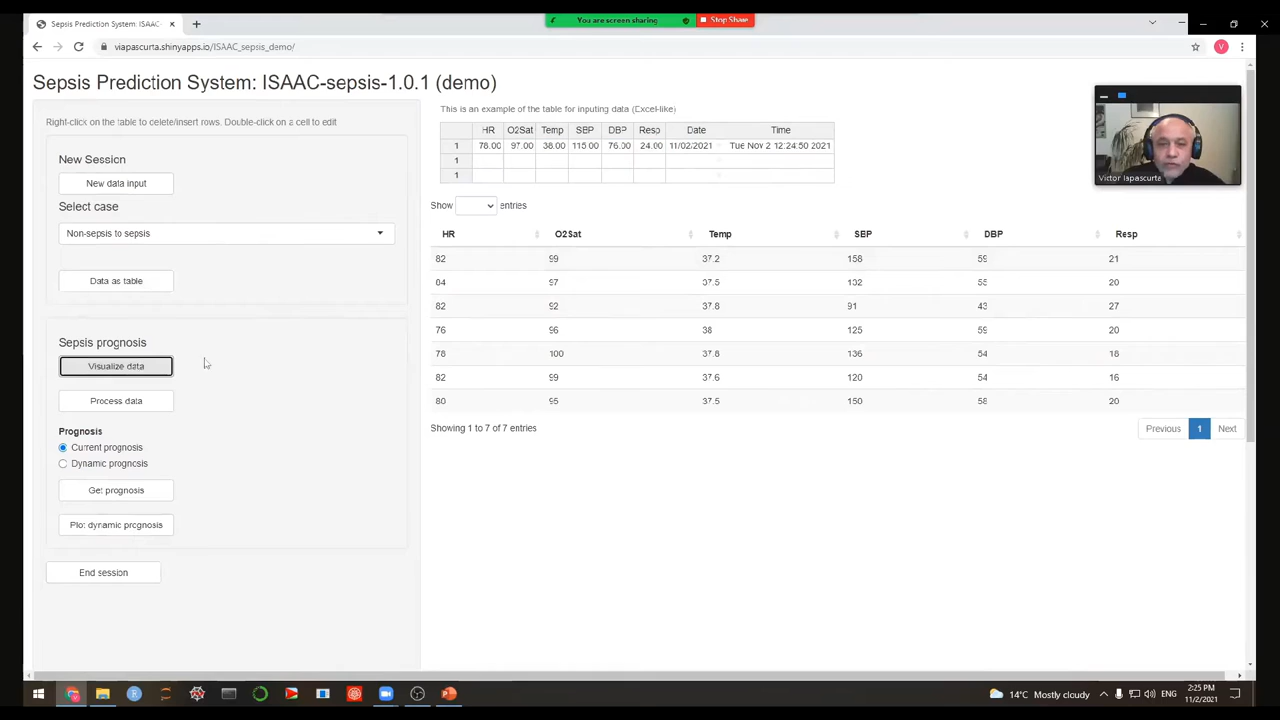 Sepsis Prediction System: ISAAC-
You are screen sharing
Stop Share
viapascurta.shinyapps.io/ISAAC_sepsis_demo/
V
Sepsis Prediction System: ISAAC-sepsis-1.0.1 (demo)
Right-click on the table to delete/insert rows. Double-click on a cell to edit
New Session
New data input
Select case
Non-sepsis to sepsis
Data as table
Sepsis prognosis
Visualize data
Process data
Prognosis
Current prognosis
Dynamic prognosis
Get prognosis
Plot dynamic prognosis
End session
This is an example of the table for inputing data (Excel-like)
HR O2Sat Temp SBP DBP Resp Date Time
1 78.00 97.00 38.00 115.00 76.00 24.00 11/02/2021 Tue Nov 2 12:24:50 2021
1
1
Show entries
HR O2Sat Temp SBP DBP Resp
82 99 37.2 158 59 21
84 97 37.5 132 55 20
82 92 37.8 91 43 27
76 96 38 125 59 20
78 100 37.8 136 54 18
82 99 37.6 120 54 16
80 95 37.5 150 58 20
Showing 1 to 7 of 7 entries
Previous 1 Next
Victor Iapascurta
14°C Mostly cloudy
ENG
2:25 PM
11/2/2021